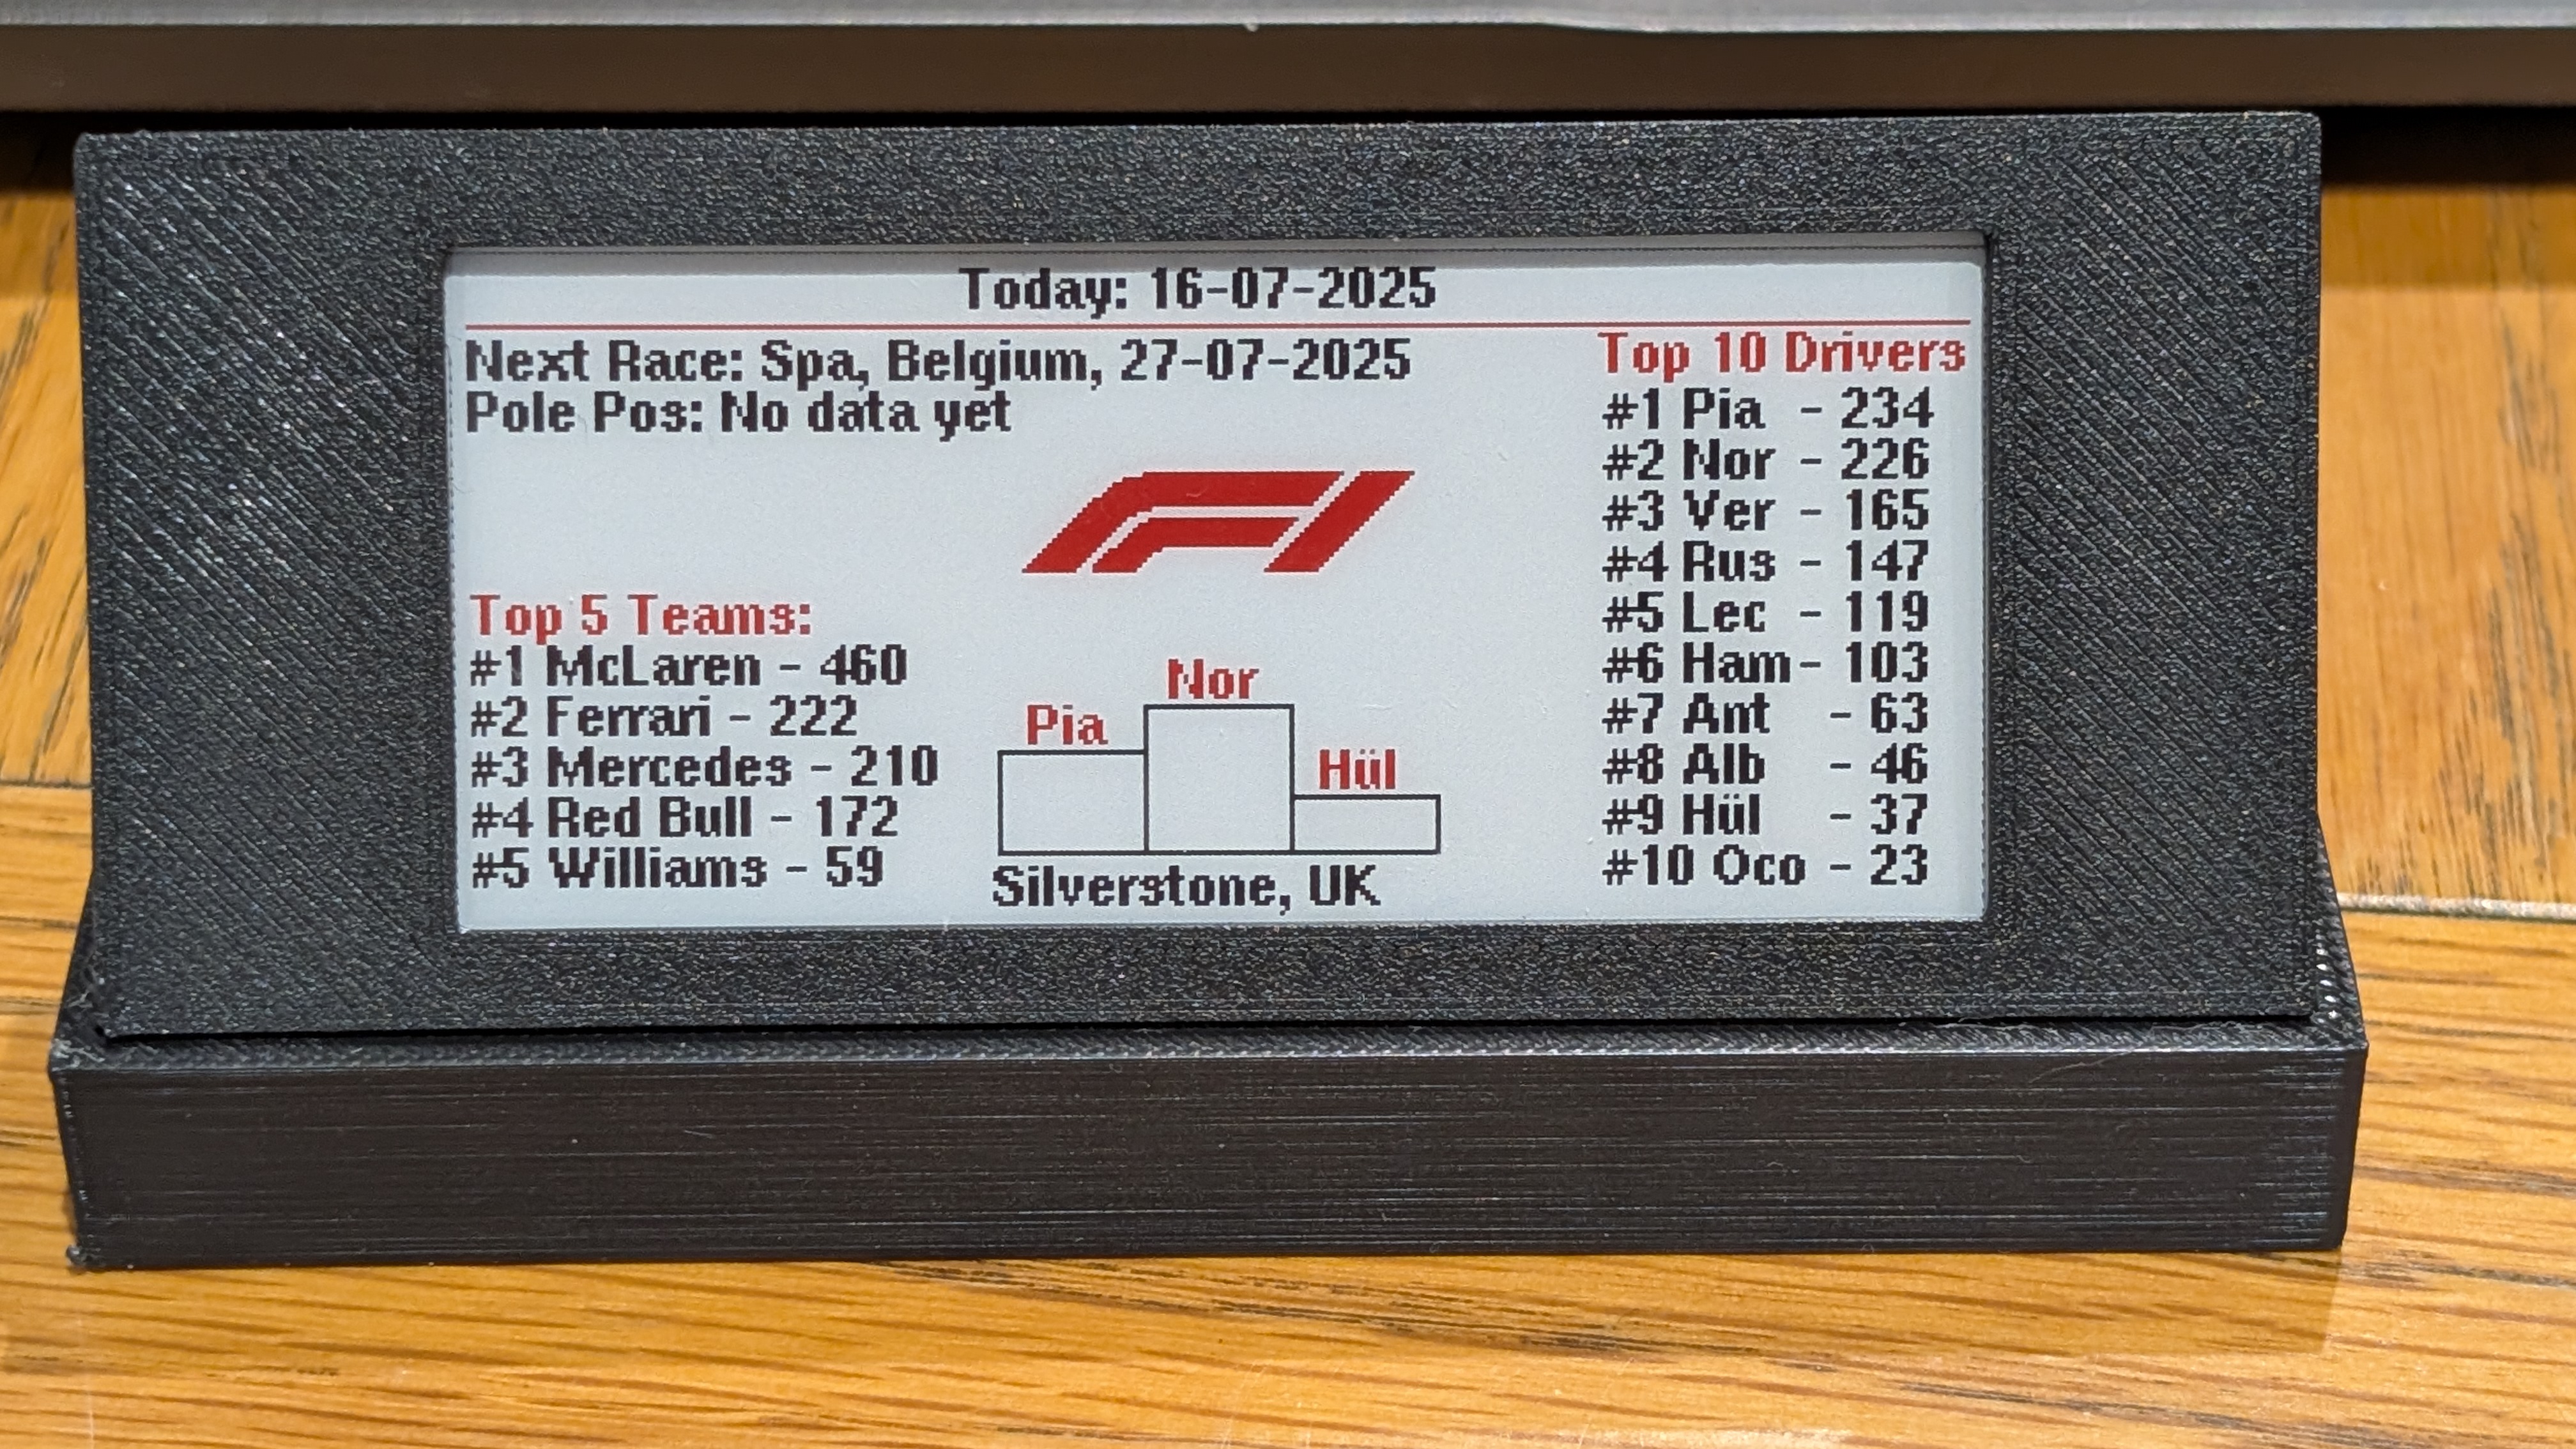 Today: 16-07-2025
Next Race: Spa, Belgium, 27-07-2025
Pole Pos: No data yet
F1
Top 5 Teams:
#1 McLaren - 460
#2 Ferrari - 222
#3 Mercedes - 210
#4 Red Bull - 172
#5 Williams - 59
Nor
Pia
Hül
Silverstone, UK
Top 10 Drivers
#1 Pia - 234
#2 Nor - 226
#3 Ver - 165
#4 Rus - 147
#5 Lec - 119
#6 Ham - 103
#7 Ant - 63
#8 Alb - 46
#9 Hül - 37
#10 Oco - 23